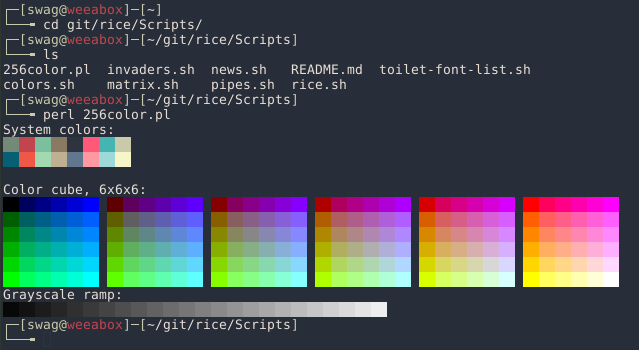 ┌─[swag@weeabox]─[~]
└──╼ cd git/rice/Scripts/
┌─[swag@weeabox]─[~/git/rice/Scripts]
└──╼ ls
256color.pl  invaders.sh  news.sh   README.md  toilet-font-list.sh
colors.sh    matrix.sh    pipes.sh  rice.sh
┌─[swag@weeabox]─[~/git/rice/Scripts]
└──╼ perl 256color.pl
System colors:
Color cube, 6x6x6:
Grayscale ramp:
┌─[swag@weeabox]─[~/git/rice/Scripts]
└──╼